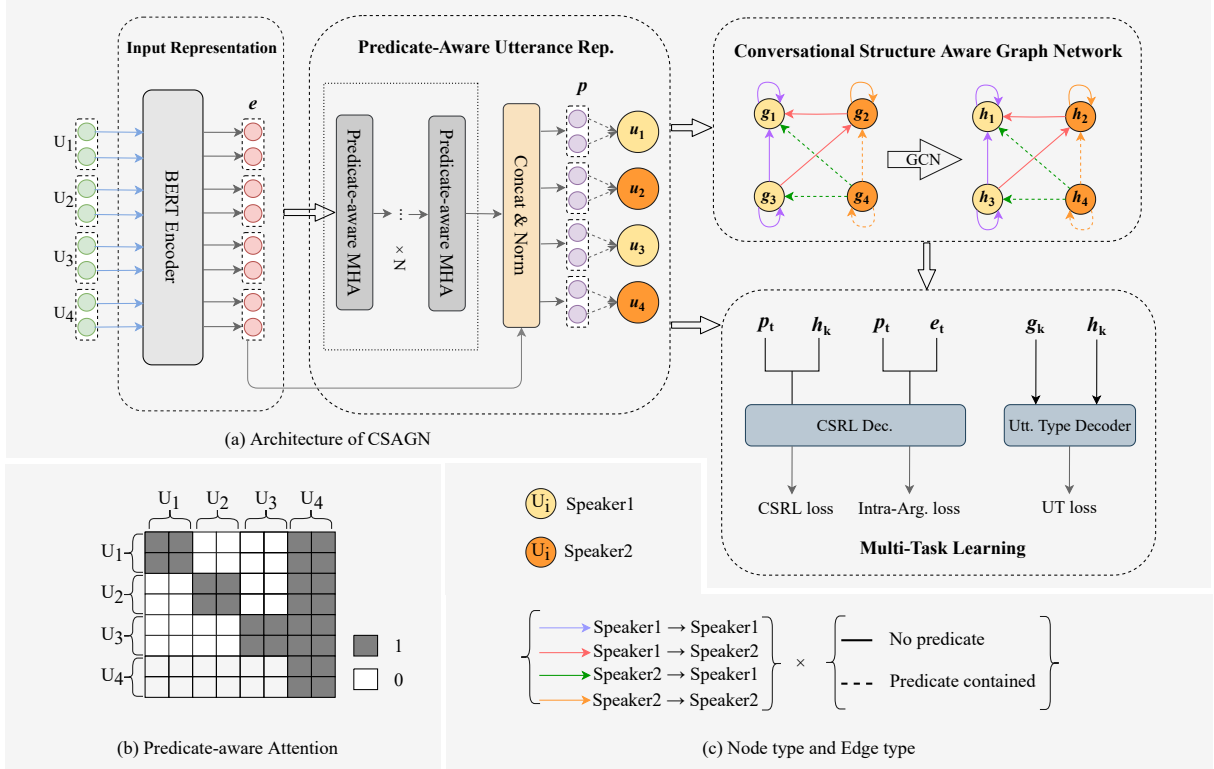 Input Representation
Predicate-Aware Utterance Rep.
Conversational Structure Aware Graph Network
e
p
U1
U2
U3
U4
BERT Encoder
Predicate-aware MHA
...
× N
Predicate-aware MHA
Concat & Norm
u1
u2
u3
u4
g1
g2
g3
g4
GCN
h1
h2
h3
h4
pt
hk
pt
et
gk
hk
CSRL Dec.
Utt. Type Decoder
CSRL loss
Intra-Arg. loss
UT loss
Multi-Task Learning
(a) Architecture of CSAGN
U1
U2
U3
U4
U1
U2
U3
U4
1
0
(b) Predicate-aware Attention
Ui Speaker1
Ui Speaker2
Speaker1 → Speaker1
Speaker1 → Speaker2
Speaker2 → Speaker1
Speaker2 → Speaker2
×
No predicate
Predicate contained
(c) Node type and Edge type